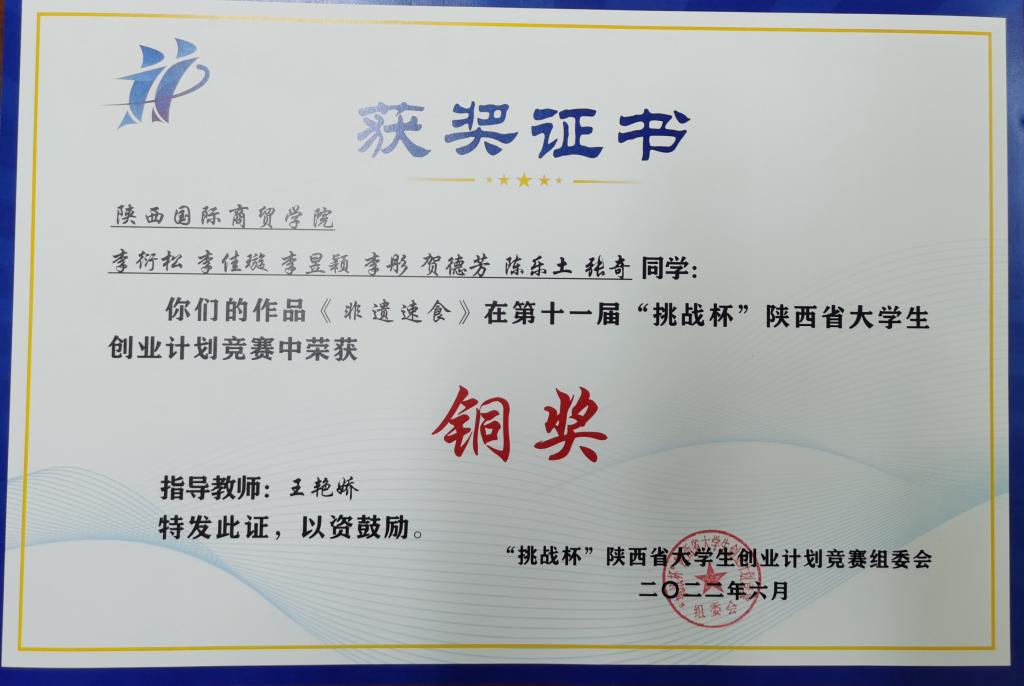 获奖证书
陕西国际商贸学院
李衍松 李佳璇 李昱颖 李彤 贺德芳 陈乐土 张奇 同学：
你们的作品《非遗速食》在第十一届“挑战杯”陕西省大学生
创业计划竞赛中荣获
铜奖
指导教师：王艳娇
特发此证，以资鼓励。
“挑战杯”陕西省大学生创业计划竞赛组委会
二〇二二年六月
组委会